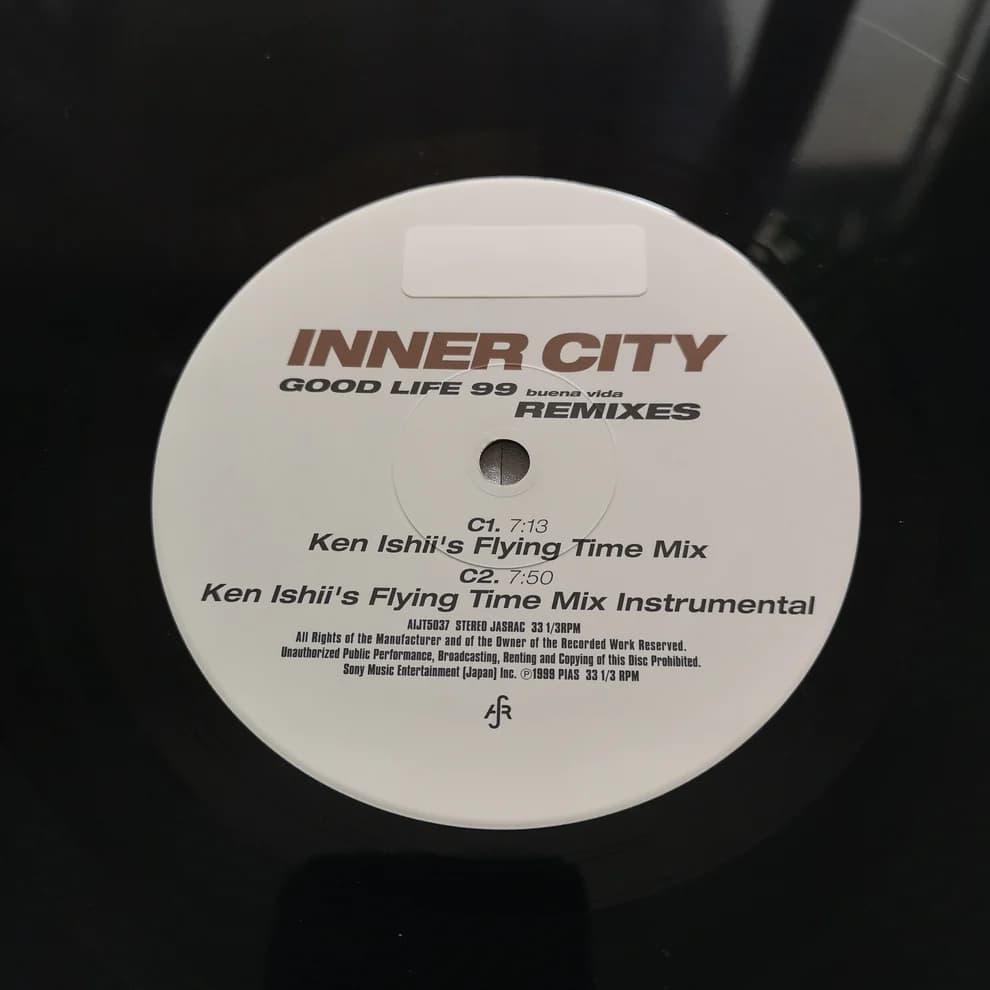 INNER CITY
GOOD LIFE 99 buena vida
REMIXES
C1. 7:13
Ken Ishii's Flying Time Mix
C2. 7:50
Ken Ishii's Flying Time Mix Instrumental
AIJT5037 STEREO JASRAC 33 1/3RPM
All Rights of the Manufacturer and of the Owner of the Recorded Work Reserved.
Unauthorized Public Performance, Broadcasting, Renting and Copying of this Disc Prohibited.
Sony Music Entertainment (Japan) Inc. ℗1999 PIAS 33 1/3 RPM